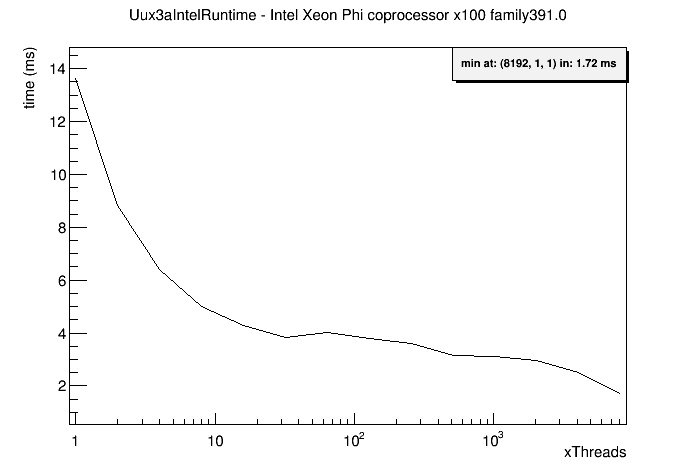 Uux3aIntelRuntime - Intel Xeon Phi coprocessor x100 family391.0
time (ms)
min at: (8192, 1, 1) in: 1.72 ms
14
12
10
8
6
4
2
1 10 10² 10³
xThreads